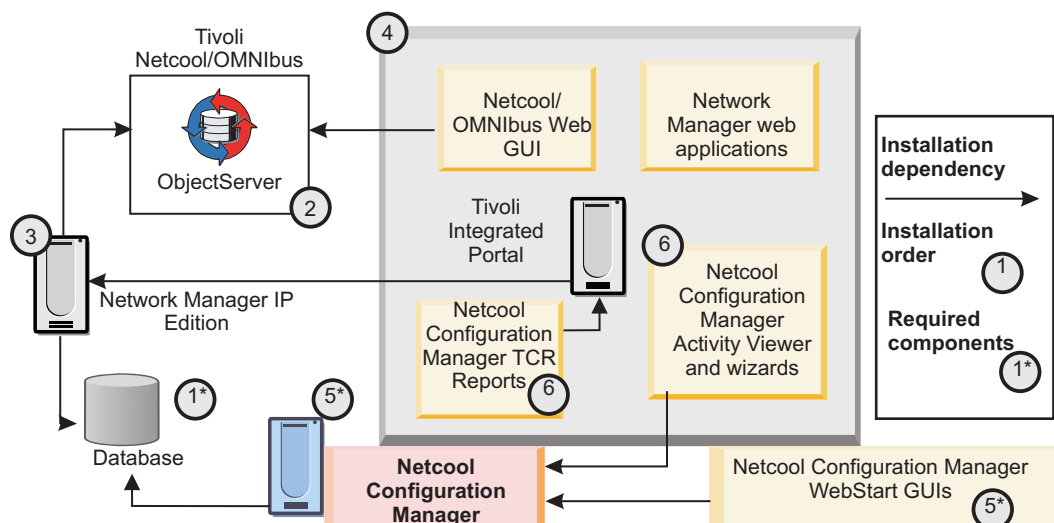 Tivoli
Netcool/OMNIbus
ObjectServer
2
3
Network Manager IP
Edition
1*
Database
4
Netcool/
OMNIbus Web
GUI
Network
Manager web
applications
Tivoli
Integrated
Portal
6
Netcool
Configuration
Manager
Activity Viewer
and wizards
Netcool
Configuration
Manager TCR
Reports
6
5*
Netcool
Configuration
Manager
Netcool Configuration Manager
WebStart GUIs
5*
Installation
dependency
Installation
order
1
Required
components
1*